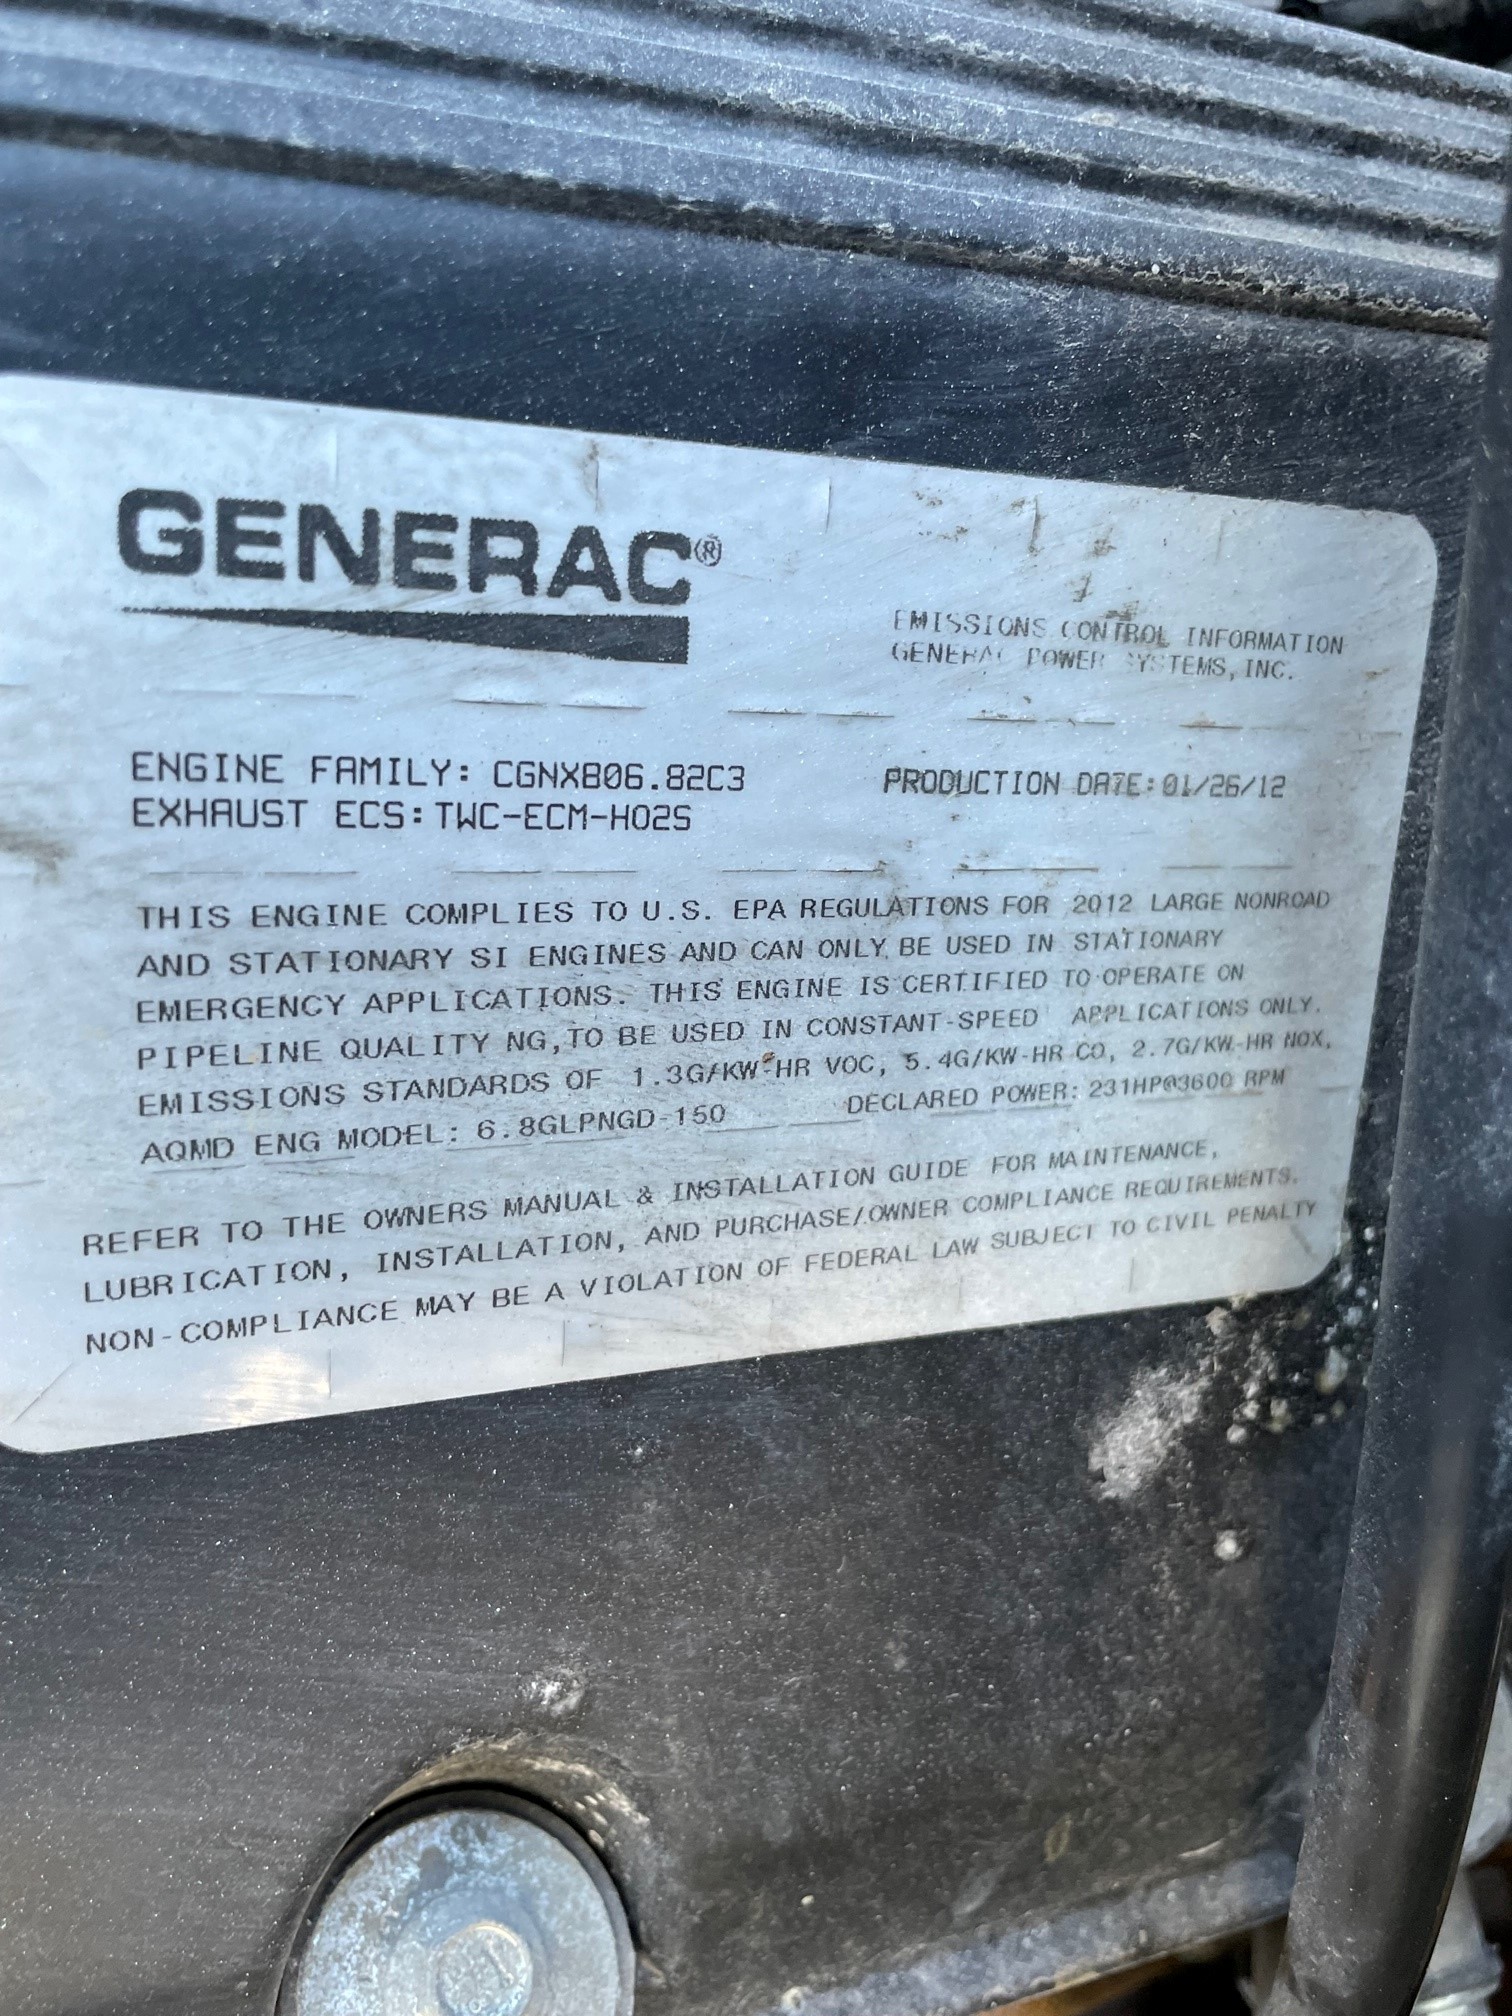 GENERAC®
EMISSIONS CONTROL INFORMATION
GENERAC POWER SYSTEMS, INC.
ENGINE FAMILY: CGNXB06.82C3
PRODUCTION DATE: 01/26/12
EXHAUST ECS: TWC-ECM-HO2S
THIS ENGINE COMPLIES TO U.S. EPA REGULATIONS FOR 2012 LARGE NONROAD
AND STATIONARY SI ENGINES AND CAN ONLY BE USED IN STATIONARY
EMERGENCY APPLICATIONS. THIS ENGINE IS CERTIFIED TO OPERATE ON
PIPELINE QUALITY NG, TO BE USED IN CONSTANT-SPEED APPLICATIONS ONLY.
EMISSIONS STANDARDS OF 1.3G/KW-HR VOC, 5.4G/KW-HR CO, 2.7G/KW-HR NOX,
AQMD ENG MODEL: 6.8GLPNGD-150 DECLARED POWER: 231HP@3600 RPM
REFER TO THE OWNERS MANUAL & INSTALLATION GUIDE FOR MAINTENANCE,
LUBRICATION, INSTALLATION, AND PURCHASE/OWNER COMPLIANCE REQUIREMENTS.
NON-COMPLIANCE MAY BE A VIOLATION OF FEDERAL LAW SUBJECT TO CIVIL PENALTY